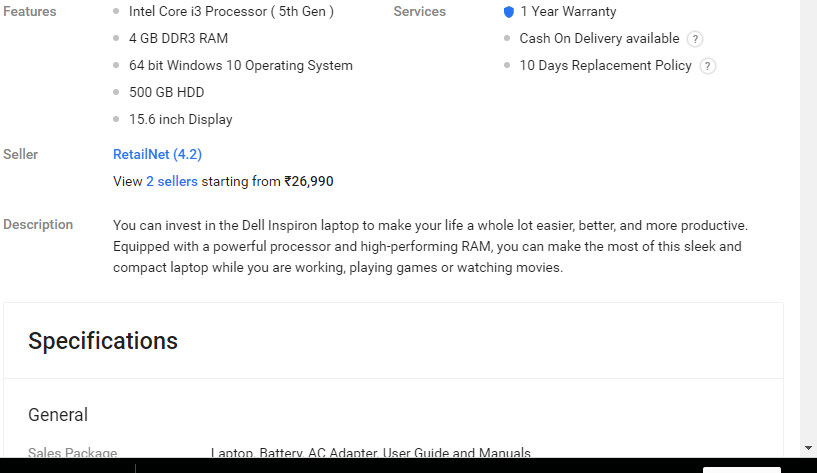 Features
Intel Core i3 Processor ( 5th Gen )
4 GB DDR3 RAM
64 bit Windows 10 Operating System
500 GB HDD
15.6 inch Display
Services
1 Year Warranty
Cash On Delivery available ?
10 Days Replacement Policy ?
Seller
RetailNet (4.2)
View 2 sellers starting from ₹26,990
Description
You can invest in the Dell Inspiron laptop to make your life a whole lot easier, better, and more productive.
Equipped with a powerful processor and high-performing RAM, you can make the most of this sleek and
compact laptop while you are working, playing games or watching movies.
Specifications
General
Sales Package Laptop, Battery, AC Adapter, User Guide and Manuals